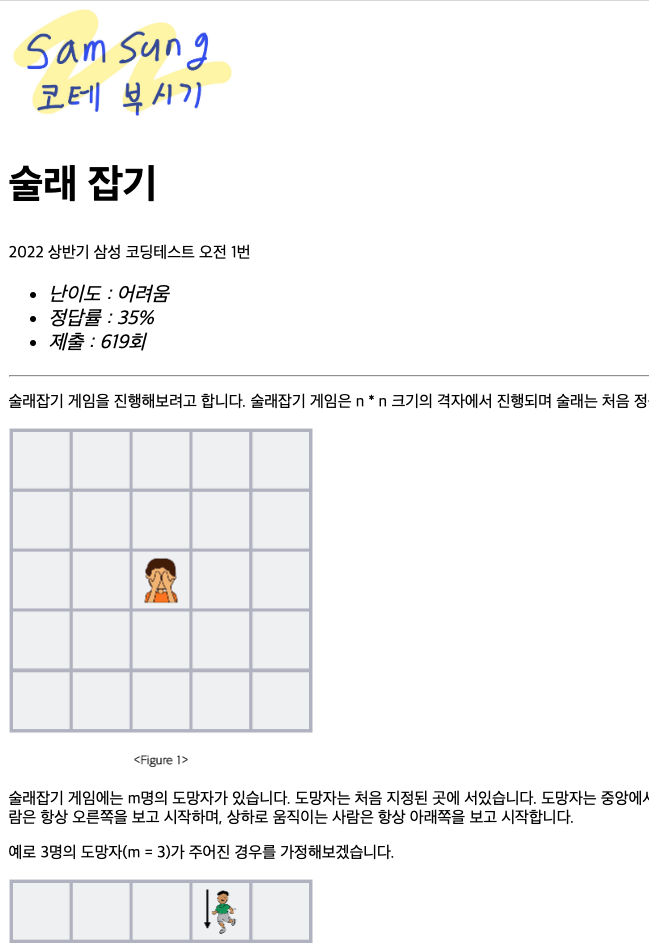 Samsung
코테 부시기
술래 잡기
2022 상반기 삼성 코딩테스트 오전 1번
• 난이도 : 어려움
• 정답률 : 35%
• 제출 : 619회
술래잡기 게임을 진행해보려고 합니다. 술래잡기 게임은 n * n 크기의 격자에서 진행되며 술래는 처음 정
<Figure 1>
술래잡기 게임에는 m명의 도망자가 있습니다. 도망자는 처음 지정된 곳에 서있습니다. 도망자는 중앙에서
람은 항상 오른쪽을 보고 시작하며, 상하로 움직이는 사람은 항상 아래쪽을 보고 시작합니다.
예로 3명의 도망자(m = 3)가 주어진 경우를 가정해보겠습니다.